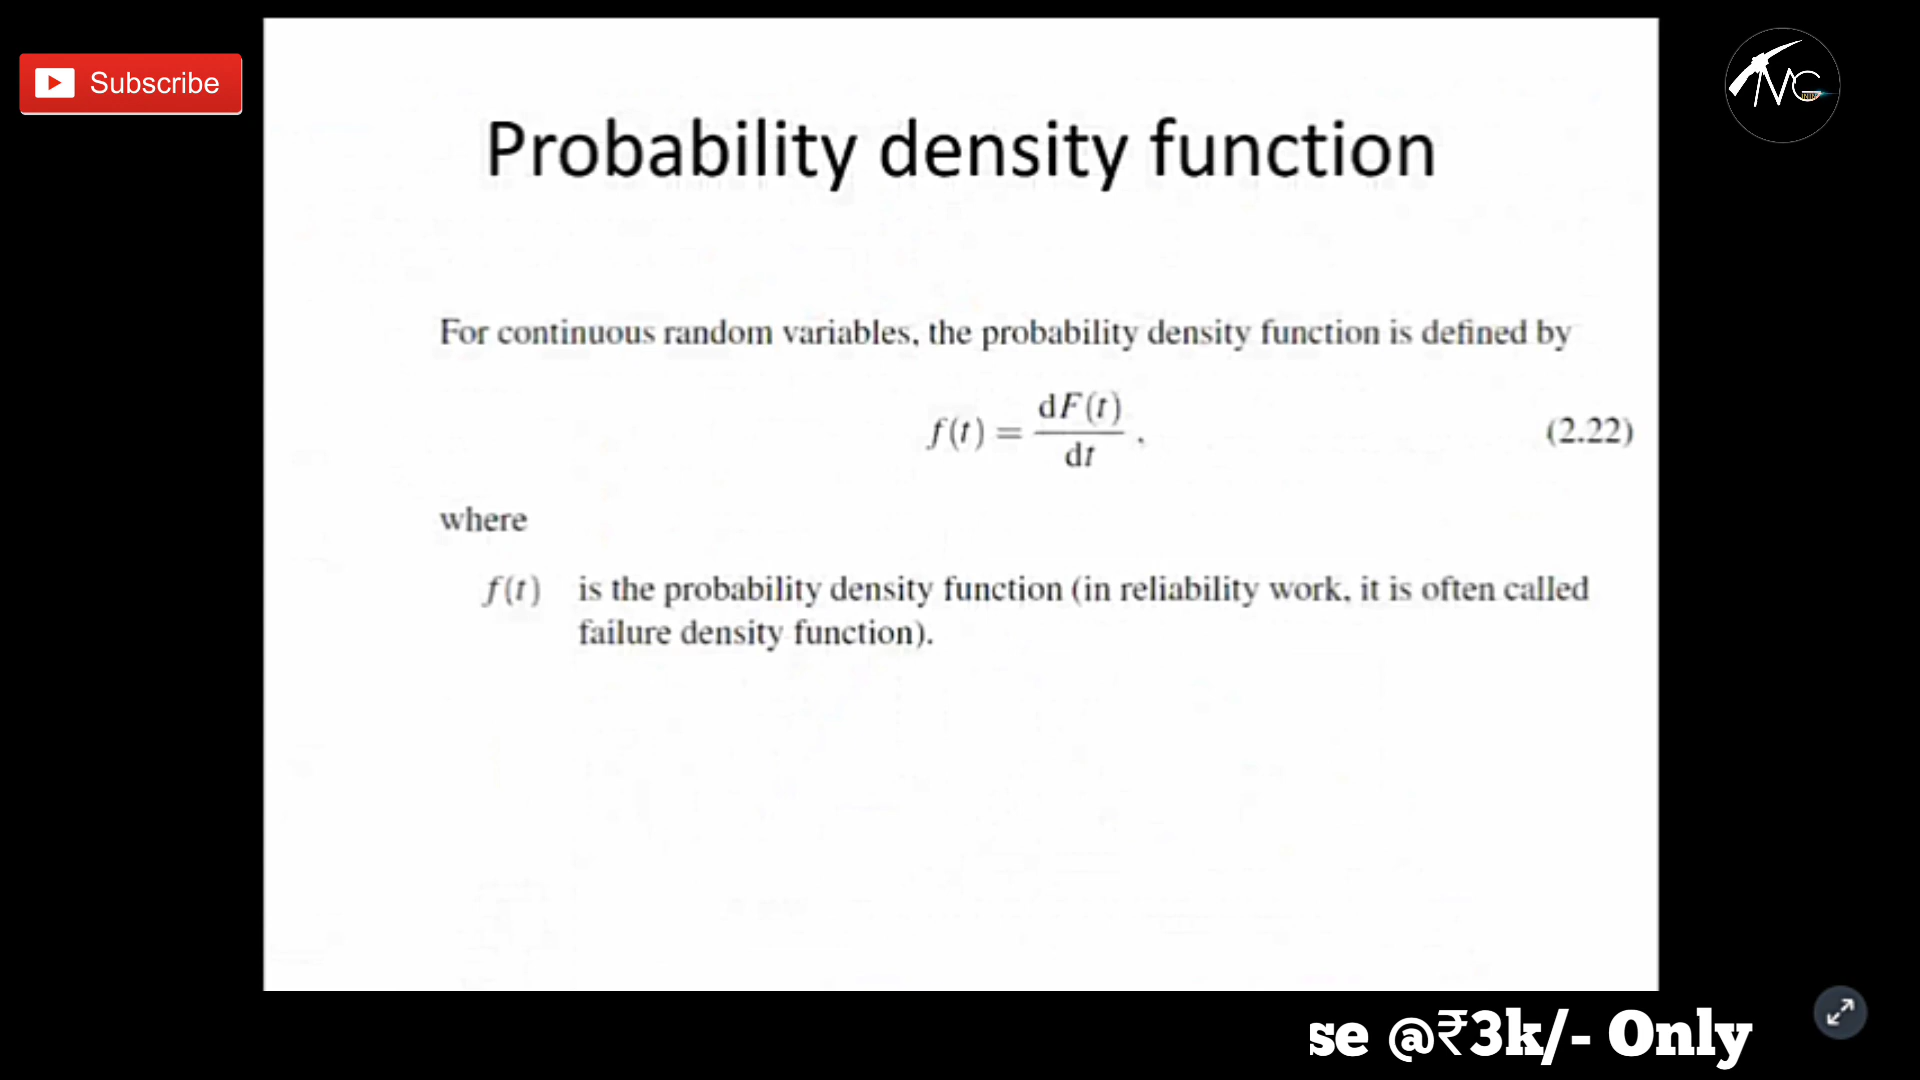 Subscribe
Probability density function
For continuous random variables, the probability density function is defined by
f(t) = dF(t)/dt . (2.22)
where
f(t) is the probability density function (in reliability work, it is often called
failure density function).
se @₹3k/- Only